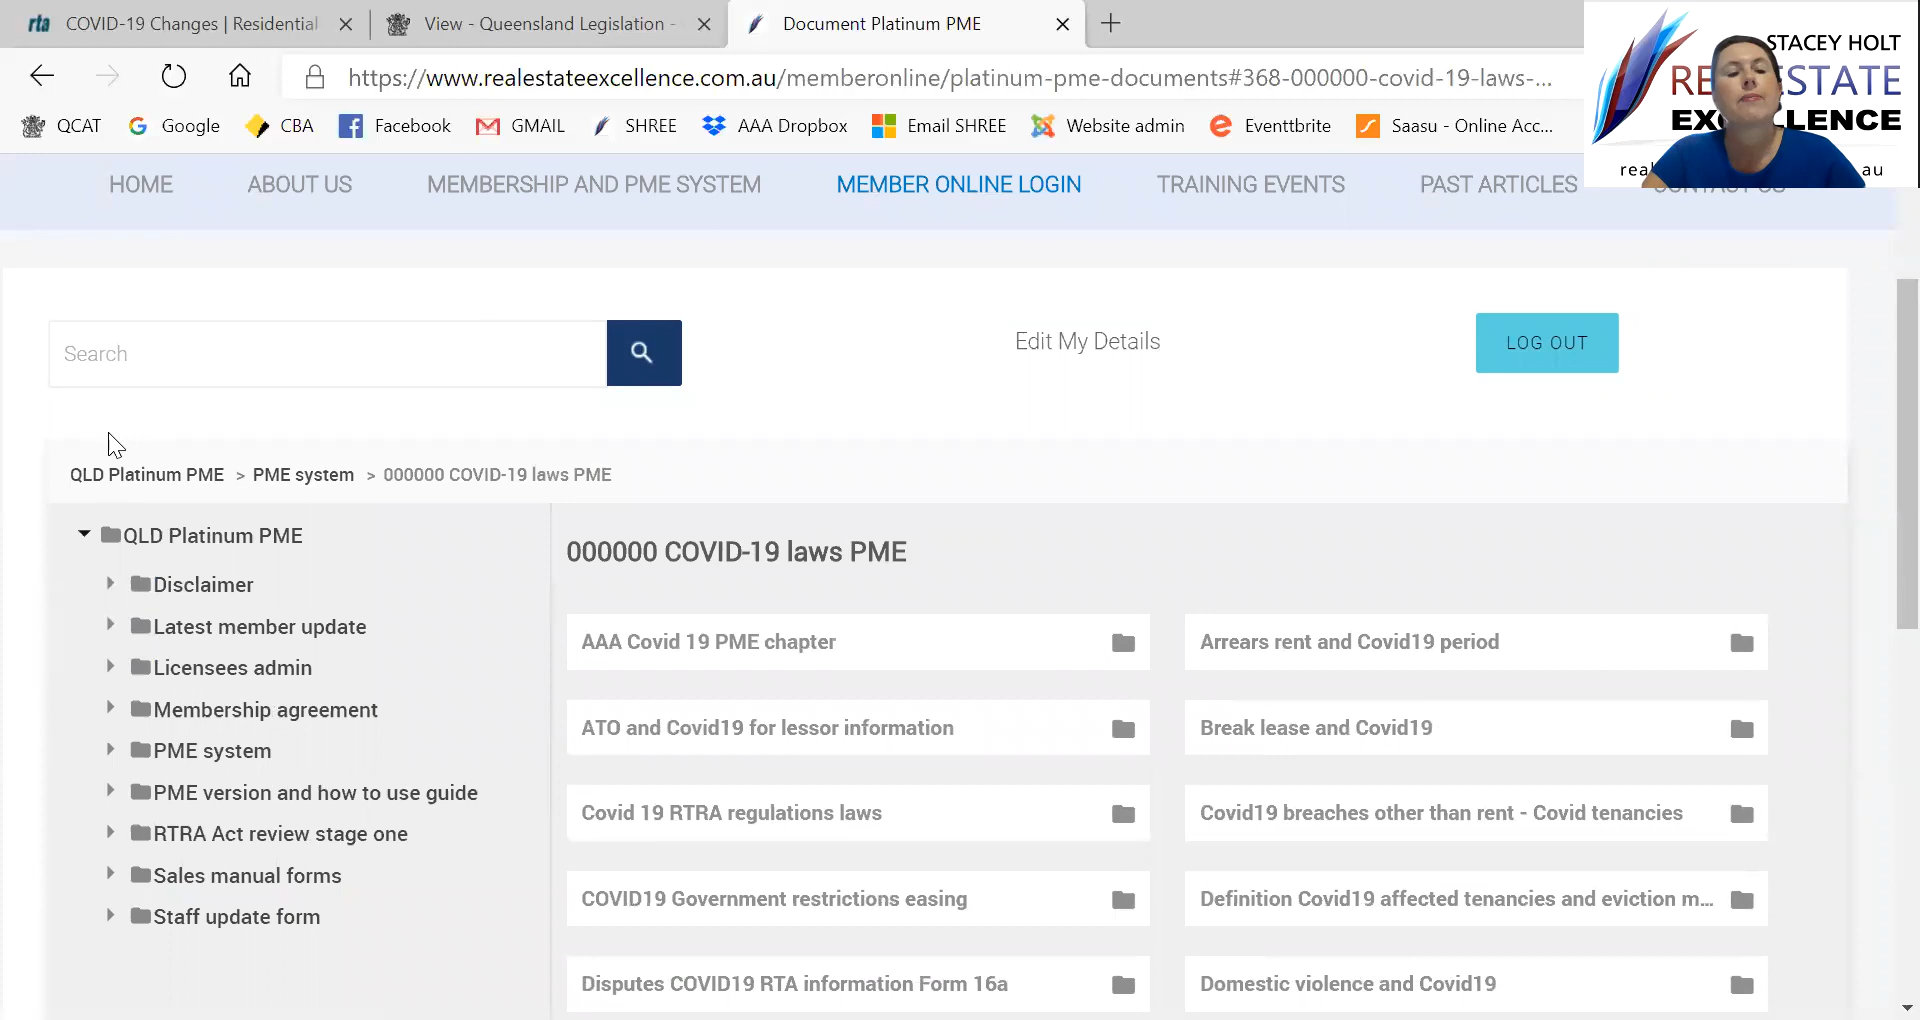 rta COVID-19 Changes | Residential
View - Queensland Legislation -
Document Platinum PME
https://www.realestateexcellence.com.au/memberonline/platinum-pme-documents#368-000000-covid-19-laws-...
QCAT Google CBA Facebook GMAIL SHREE AAA Dropbox Email SHREE Website admin Eventtbrite Saasu - Online Acc...
STACEY HOLT
ESTATE
au
HOME ABOUT US MEMBERSHIP AND PME SYSTEM MEMBER ONLINE LOGIN TRAINING EVENTS PAST ARTICLES
Search
Edit My Details
LOG OUT
QLD Platinum PME > PME system > 000000 COVID-19 laws PME
QLD Platinum PME
Disclaimer
Latest member update
Licensees admin
Membership agreement
PME system
PME version and how to use guide
RTRA Act review stage one
Sales manual forms
Staff update form
000000 COVID-19 laws PME
AAA Covid 19 PME chapter
Arrears rent and Covid19 period
ATO and Covid19 for lessor information
Break lease and Covid19
Covid 19 RTRA regulations laws
Covid19 breaches other than rent - Covid tenancies
COVID19 Government restrictions easing
Definition Covid19 affected tenancies and eviction m...
Disputes COVID19 RTA information Form 16a
Domestic violence and Covid19